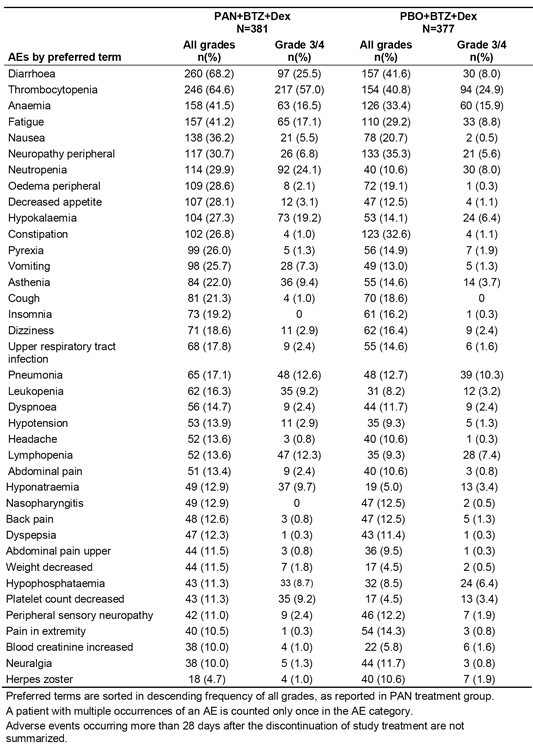 PAN+BTZ+Dex PBO+BTZ+Dex
N=381 N=377
AEs by preferred term All grades n(%) Grade 3/4 n(%) All grades n(%) Grade 3/4 n(%)
Diarrhoea 260 (68.2) 97 (25.5) 157 (41.6) 30 (8.0)
Thrombocytopenia 246 (64.6) 217 (57.0) 154 (40.8) 94 (24.9)
Anaemia 158 (41.5) 63 (16.5) 126 (33.4) 60 (15.9)
Fatigue 157 (41.2) 65 (17.1) 110 (29.2) 33 (8.8)
Nausea 138 (36.2) 21 (5.5) 78 (20.7) 2 (0.5)
Neuropathy peripheral 117 (30.7) 26 (6.8) 133 (35.3) 21 (5.6)
Neutropenia 114 (29.9) 92 (24.1) 40 (10.6) 30 (8.0)
Oedema peripheral 109 (28.6) 8 (2.1) 72 (19.1) 1 (0.3)
Decreased appetite 107 (28.1) 12 (3.1) 47 (12.5) 4 (1.1)
Hypokalaemia 104 (27.3) 73 (19.2) 53 (14.1) 24 (6.4)
Constipation 102 (26.8) 4 (1.0) 123 (32.6) 4 (1.1)
Pyrexia 99 (26.0) 5 (1.3) 56 (14.9) 7 (1.9)
Vomiting 98 (25.7) 28 (7.3) 49 (13.0) 5 (1.3)
Asthenia 84 (22.0) 36 (9.4) 55 (14.6) 14 (3.7)
Cough 81 (21.3) 4 (1.0) 70 (18.6) 0
Insomnia 73 (19.2) 0 61 (16.2) 1 (0.3)
Dizziness 71 (18.6) 11 (2.9) 62 (16.4) 9 (2.4)
Upper respiratory tract 68 (17.8) 9 (2.4) 55 (14.6) 6 (1.6)
infection
Pneumonia 65 (17.1) 48 (12.6) 48 (12.7) 39 (10.3)
Leukopenia 62 (16.3) 35 (9.2) 31 (8.2) 12 (3.2)
Dyspnoea 56 (14.7) 9 (2.4) 44 (11.7) 9 (2.4)
Hypotension 53 (13.9) 11 (2.9) 35 (9.3) 5 (1.3)
Headache 52 (13.6) 3 (0.8) 40 (10.6) 1 (0.3)
Lymphopenia 52 (13.6) 47 (12.3) 35 (9.3) 28 (7.4)
Abdominal pain 51 (13.4) 9 (2.4) 40 (10.6) 3 (0.8)
Hyponatraemia 49 (12.9) 37 (9.7) 19 (5.0) 13 (3.4)
Nasopharyngitis 49 (12.9) 0 47 (12.5) 2 (0.5)
Back pain 48 (12.6) 3 (0.8) 47 (12.5) 5 (1.3)
Dyspepsia 47 (12.3) 1 (0.3) 43 (11.4) 1 (0.3)
Abdominal pain upper 44 (11.5) 3 (0.8) 36 (9.5) 1 (0.3)
Weight decreased 44 (11.5) 7 (1.8) 17 (4.5) 2 (0.5)
Hypophosphataemia 43 (11.3) 33 (8.7) 32 (8.5) 24 (6.4)
Platelet count decreased 43 (11.3) 35 (9.2) 17 (4.5) 13 (3.4)
Peripheral sensory neuropathy 42 (11.0) 9 (2.4) 46 (12.2) 7 (1.9)
Pain in extremity 40 (10.5) 1 (0.3) 54 (14.3) 3 (0.8)
Blood creatinine increased 38 (10.0) 4 (1.0) 22 (5.8) 6 (1.6)
Neuralgia 38 (10.0) 5 (1.3) 44 (11.7) 3 (0.8)
Herpes zoster 18 (4.7) 4 (1.0) 40 (10.6) 7 (1.9)
Preferred terms are sorted in descending frequency of all grades, as reported in PAN treatment group.
A patient with multiple occurrences of an AE is counted only once in the AE category.
Adverse events occurring more than 28 days after the discontinuation of study treatment are not
summarized.